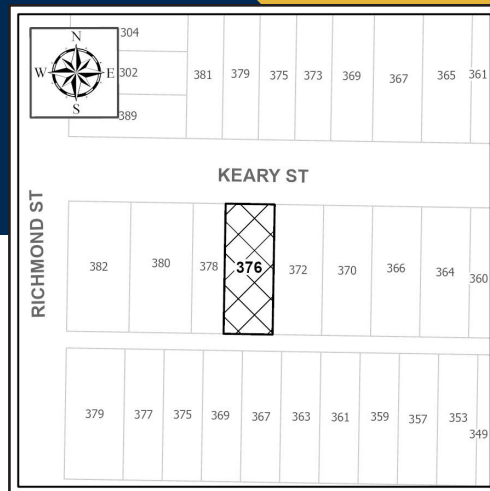 N
W E
S
304
302
389
381 379 375 373 369 367 365 361
KEARY ST
RICHMOND ST
382 380 378 376 372 370 366 364 360
379 377 375 369 367 363 361 359 357 353 349